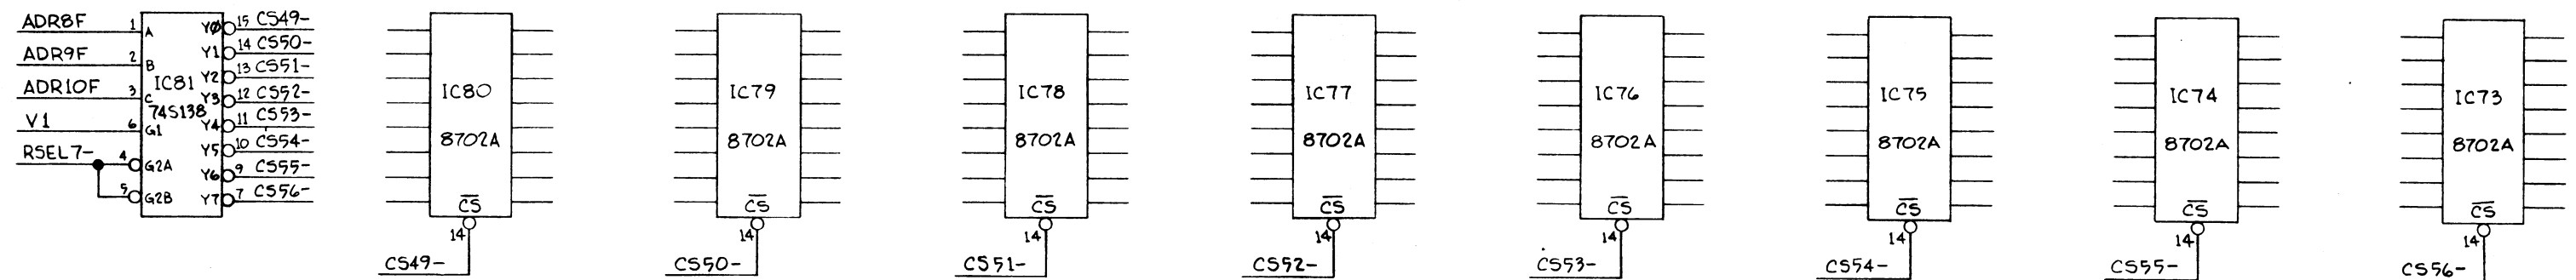 ADR8F 1 A YØ 15 CS49-
ADR9F 2 B Y1 14 CS50-
Y2 13 CS51-
ADR10F 3 C IC81 Y3 12 CS52-
74S138
V1 6 G1 Y4 11 CS53-
RSEL7- 4 G2A Y5 10 CS54-
Y6 9 CS55-
5 G2B Y7 7 CS56-
IC80
8702A
CS
14
CS49-
IC79
8702A
CS
14
CS50-
IC78
8702A
CS
14
CS51-
IC77
8702A
CS
14
CS52-
IC76
8702A
CS
14
CS53-
IC75
8702A
CS
14
CS54-
IC74
8702A
CS
14
CS55-
IC73
8702A
CS
14
CS56-